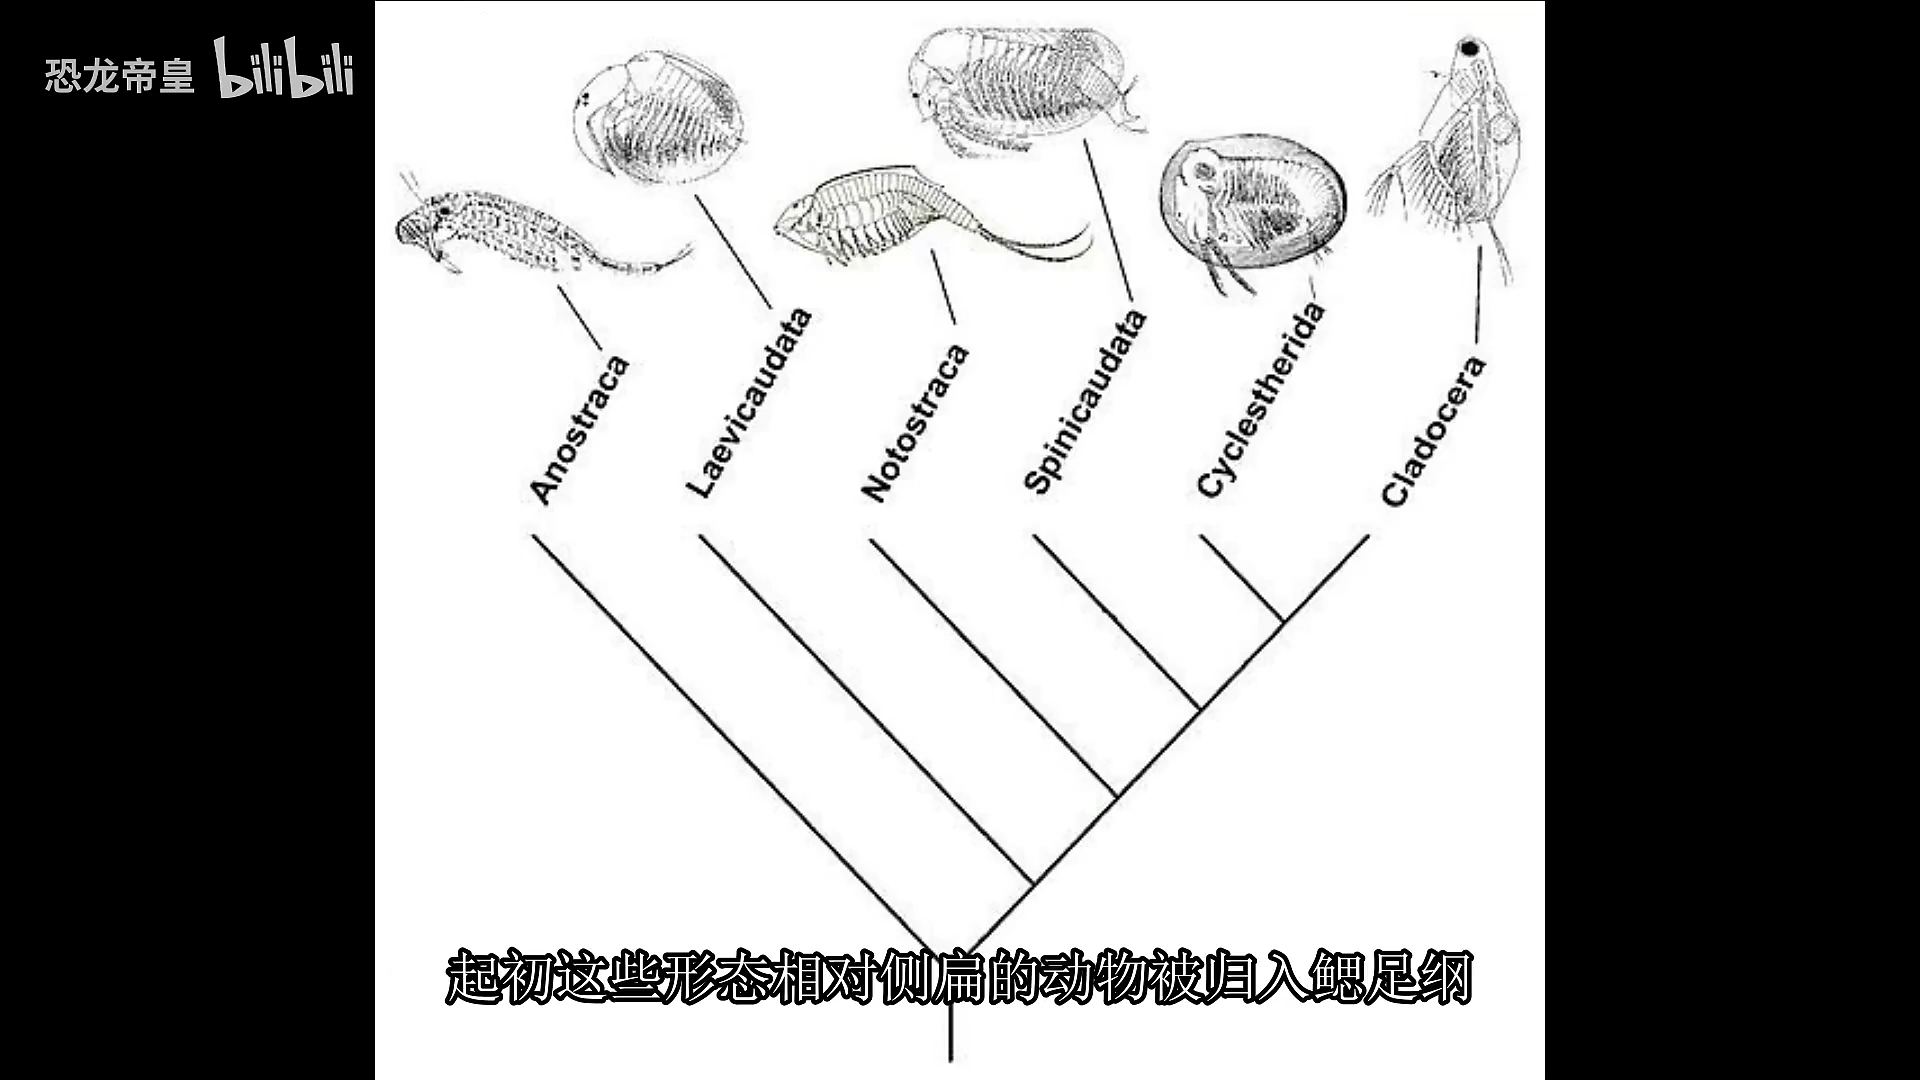 恐龙帝皇 bilibili
Anostraca
Laevicaudata
Notostraca
Spinicaudata
Cyclestherida
Cladocera
起初这些形态相对侧扁的动物被归入鳃足纲